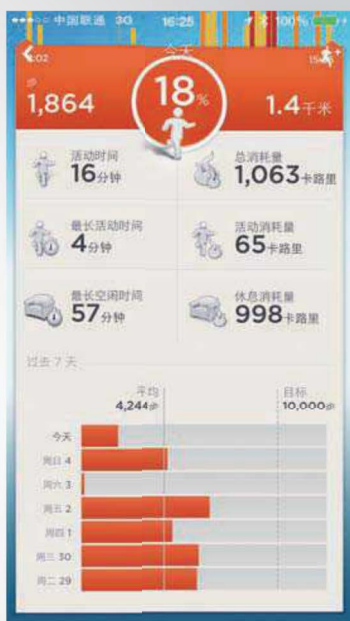 中国联通 3G 16:25 100%
今天
1,864 步
18%
1.4千米
活动时间
16分钟
总消耗量
1,063卡路里
最长活动时间
4分钟
活动消耗量
65卡路里
最长空闲时间
57分钟
休息消耗量
998卡路里
过去 7 天
平均
4,244步
目标
10,000步
今天
周日 4
周六 3
周五 2
周四 1
周三 30
周二 29